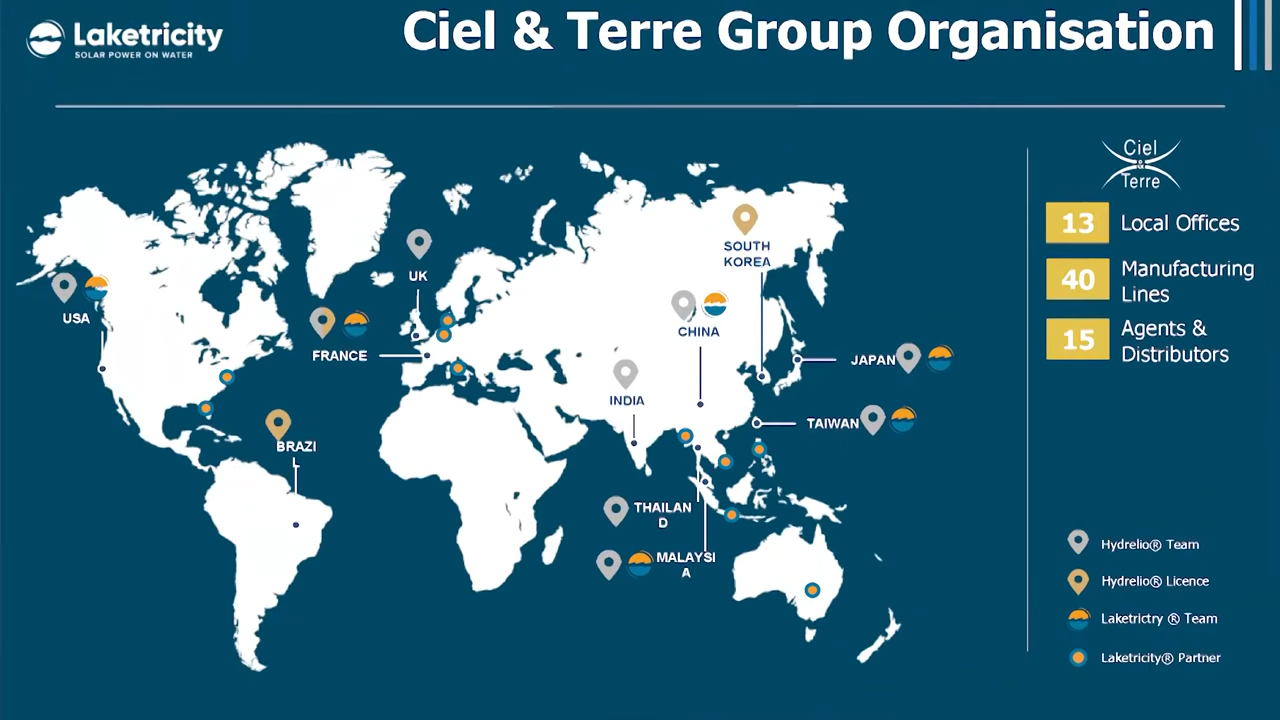 Laketricity
SOLAR POWER ON WATER
Ciel & Terre Group Organisation
Ciel
&
Terre
13 Local Offices
40 Manufacturing
Lines
15 Agents &
Distributors
SOUTH
KOREA
UK
USA
CHINA
FRANCE
JAPAN
INDIA
TAIWAN
BRAZI
L
THAILAN
D
MALAYSI
A
Hydrelio® Team
Hydrelio® Licence
Laketrictry ® Team
Laketricity® Partner